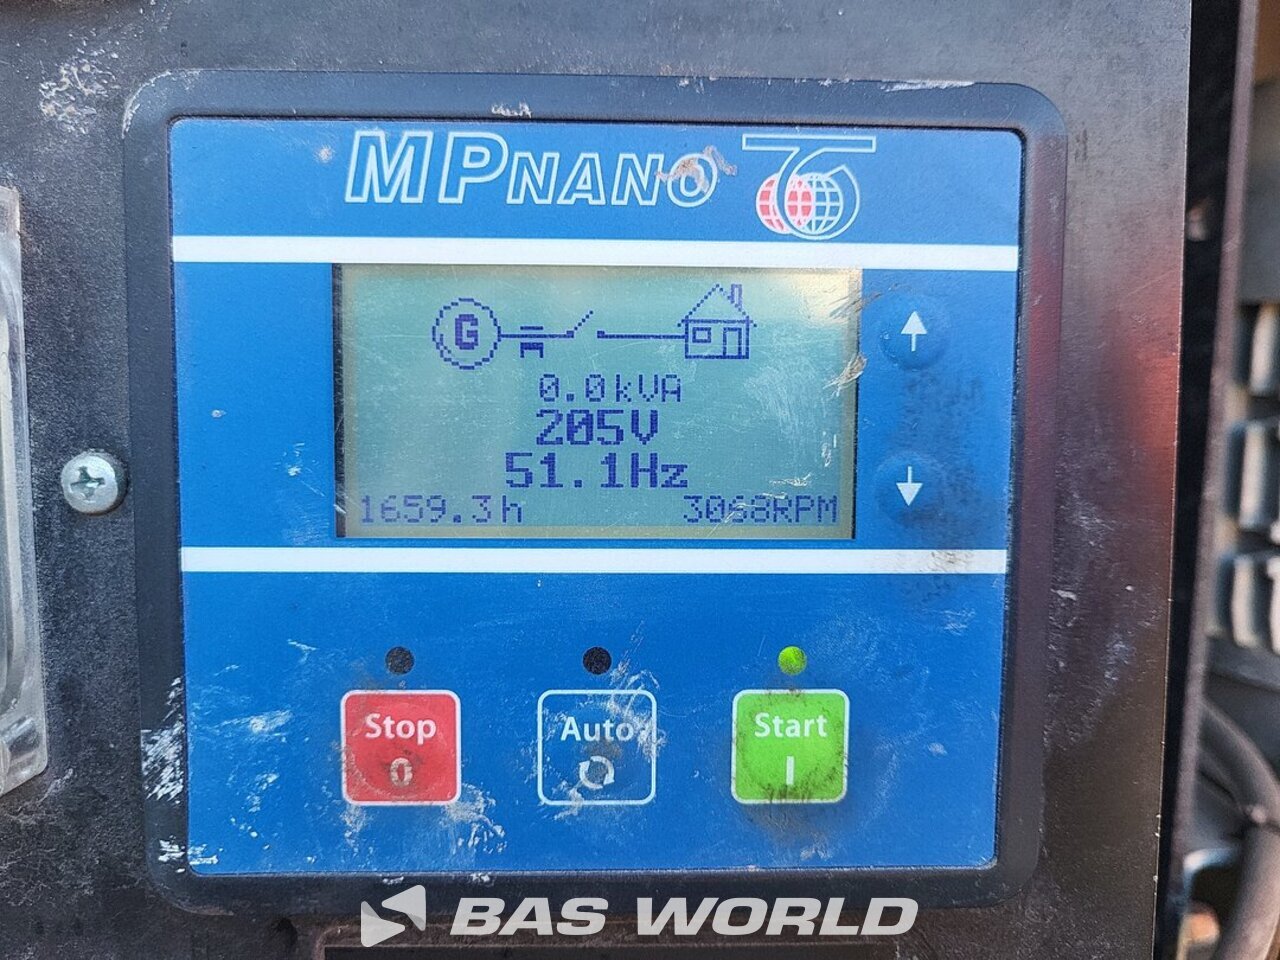 MPNANO
G
0.0kVA
205V
51.1Hz
1659.3h 3068RPM
Stop Auto Start
0 I
BAS WORLD